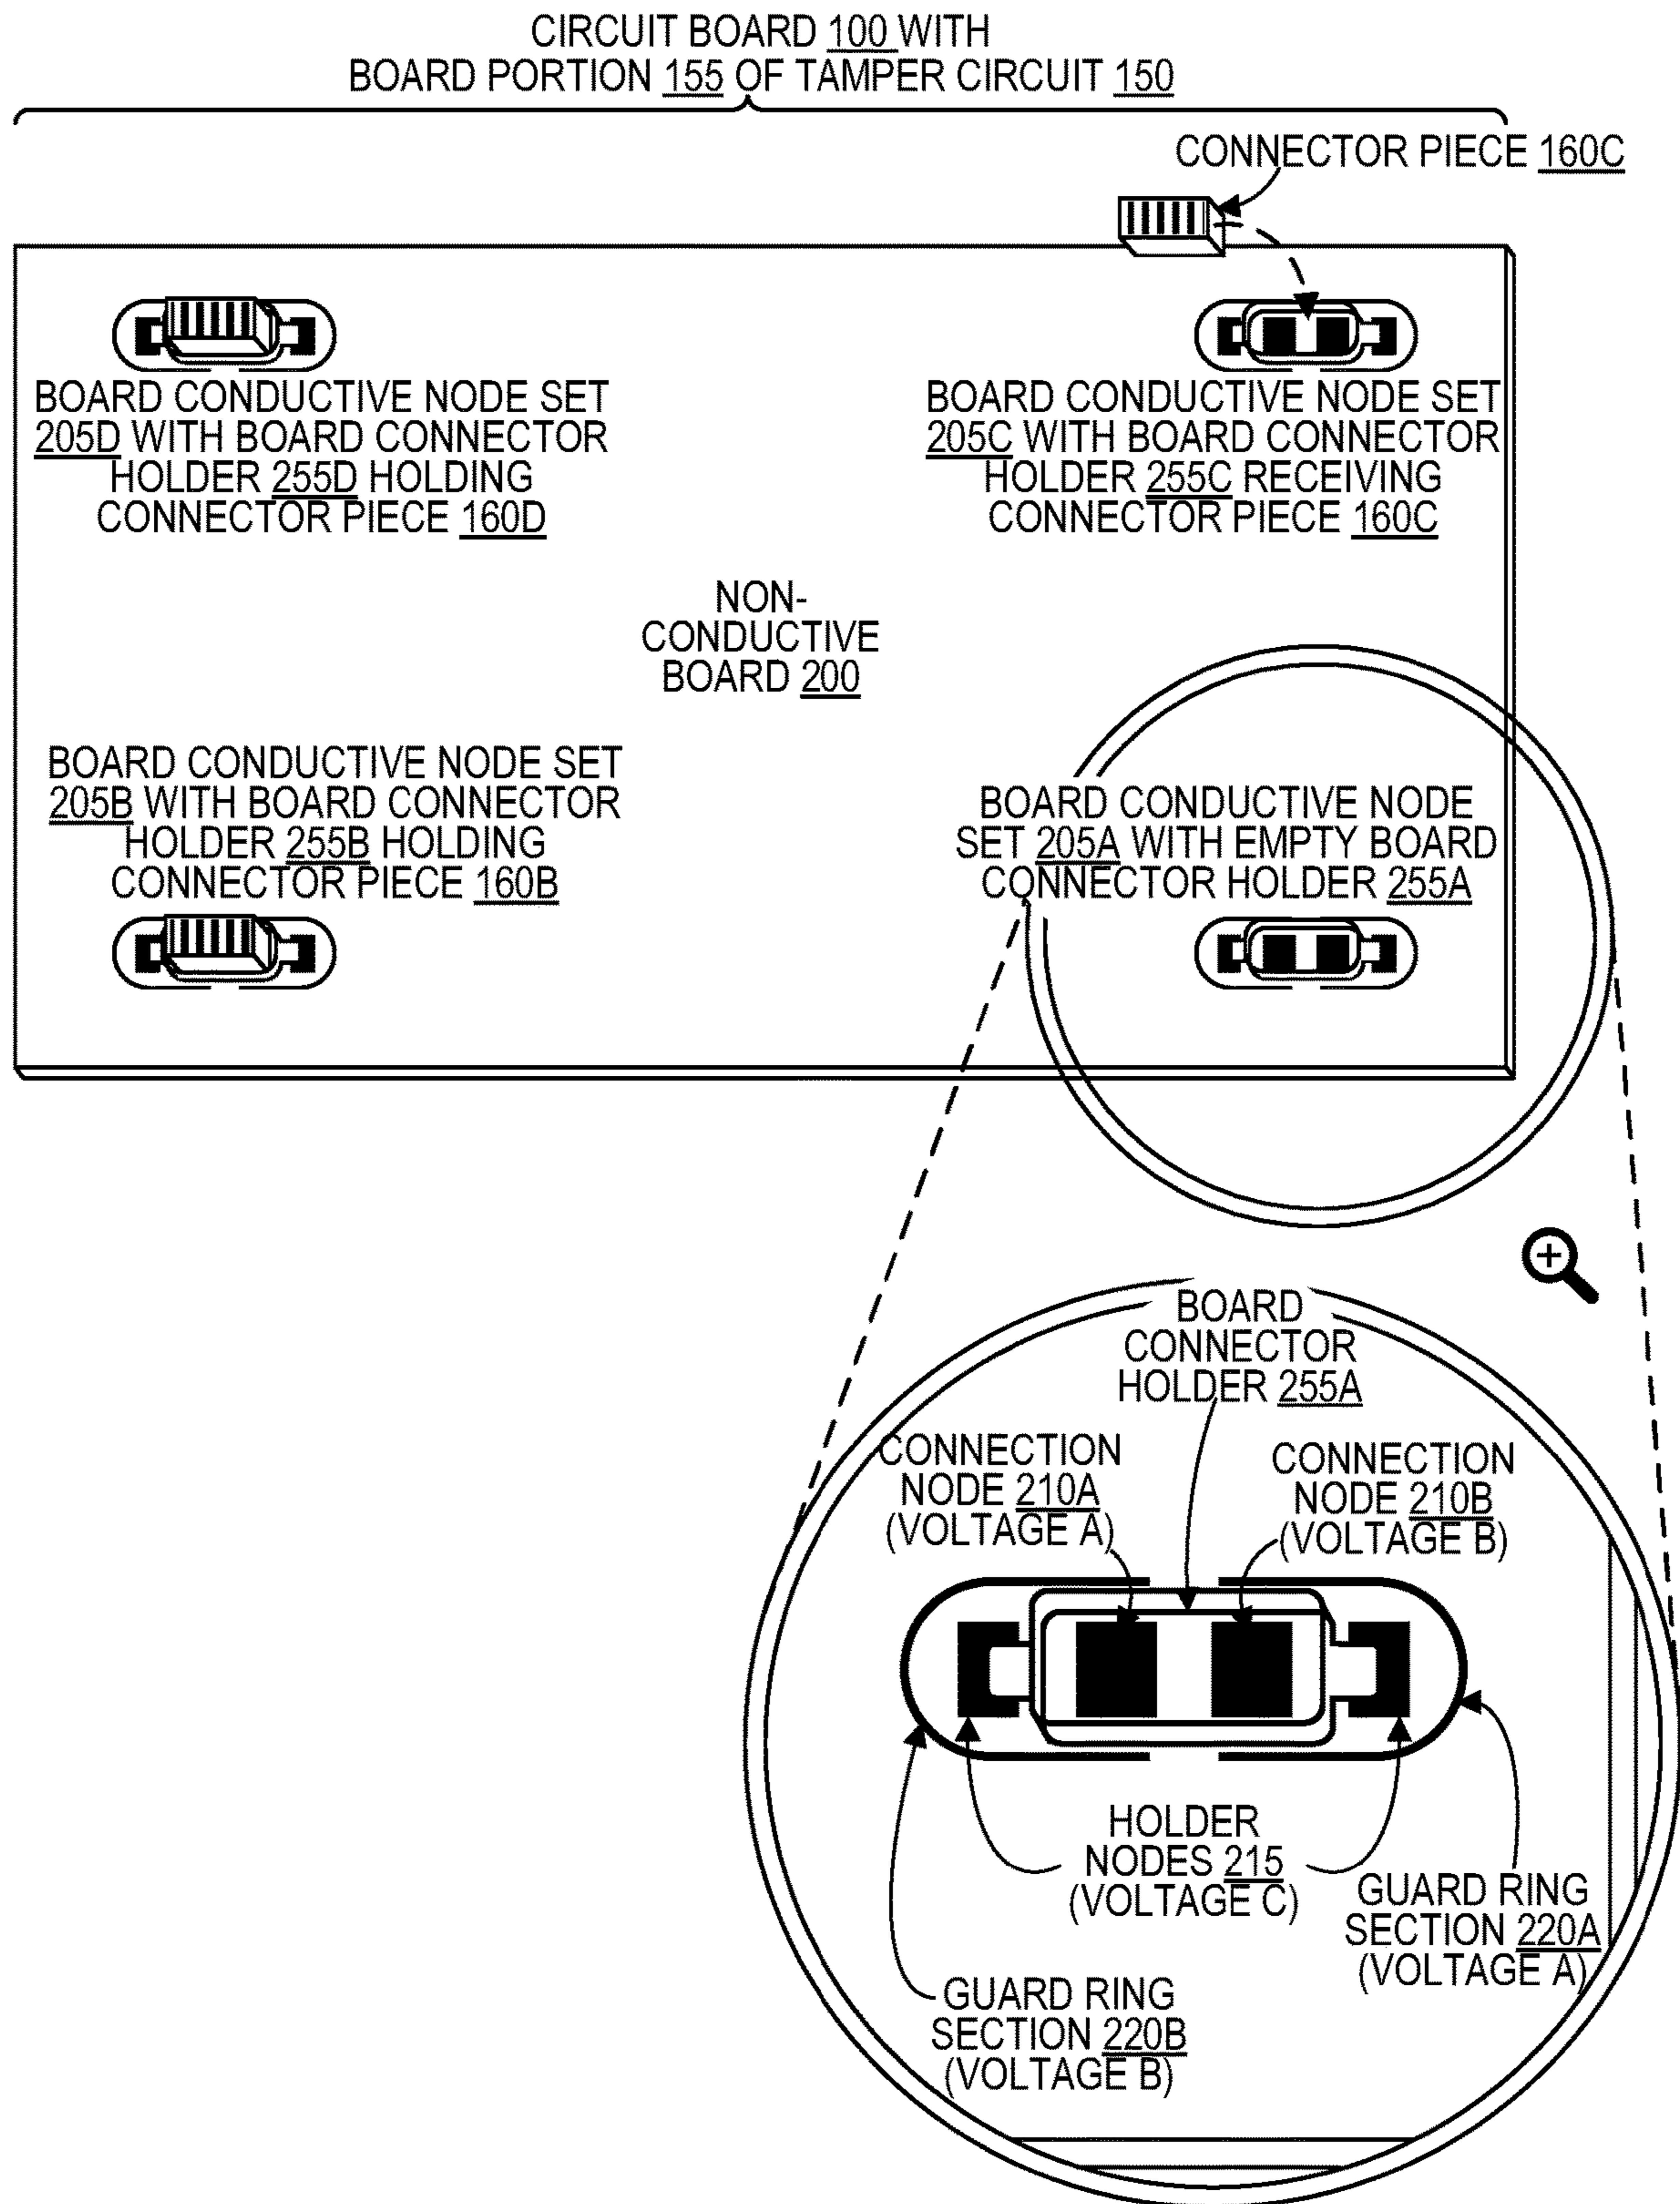 CIRCUIT BOARD 100 WITH
BOARD PORTION 155 OF TAMPER CIRCUIT 150
CONNECTOR PIECE 160C
BOARD CONDUCTIVE NODE SET
205D WITH BOARD CONNECTOR
HOLDER 255D HOLDING
CONNECTOR PIECE 160D
BOARD CONDUCTIVE NODE SET
205C WITH BOARD CONNECTOR
HOLDER 255C RECEIVING
CONNECTOR PIECE 160C
NON-
CONDUCTIVE
BOARD 200
BOARD CONDUCTIVE NODE SET
205B WITH BOARD CONNECTOR
HOLDER 255B HOLDING
CONNECTOR PIECE 160B
BOARD CONDUCTIVE NODE
SET 205A WITH EMPTY BOARD
CONNECTOR HOLDER 255A
BOARD
CONNECTOR
HOLDER 255A
CONNECTION
NODE 210A
(VOLTAGE A)
CONNECTION
NODE 210B
(VOLTAGE B)
HOLDER
NODES 215
(VOLTAGE C)
GUARD RING
SECTION 220A
(VOLTAGE A)
GUARD RING
SECTION 220B
(VOLTAGE B)